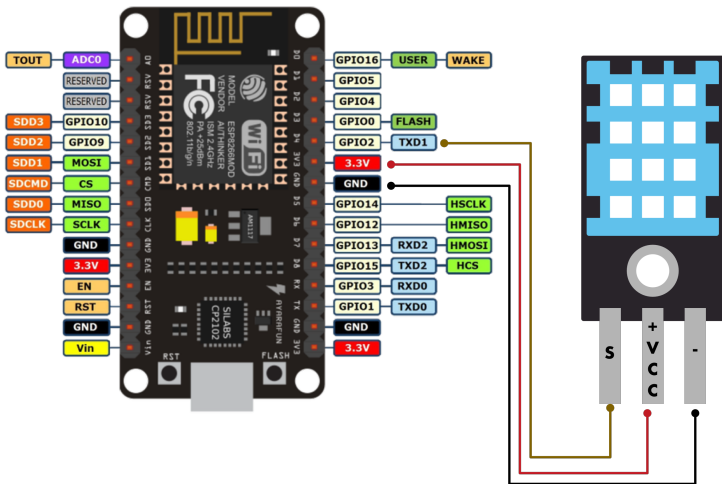 TOUT ADC0 A0 D0 GPIO16 USER WAKE
RESERVED RSV D1 GPIO5
RESERVED RSV D2 GPIO4
SDD3 GPIO10 SD3 D3 GPIO0 FLASH
SDD2 GPIO9 SD2 D4 GPIO2 TXD1
SDD1 MOSI SD1 3V3 3.3V
SDCMD CS CMD GND GND
SDD0 MISO SD0 D5 GPIO14 HSCLK
SDCLK SCLK CLK D6 GPIO12 HMISO
GND GND D7 GPIO13 RXD2 HMOSI
3.3V 3V3 D8 GPIO15 TXD2 HCS
EN EN RX GPIO3 RXD0
RST RST TX GPIO1 TXD0
GND GND GND GND
Vin Vin 3V3 3.3V
MODEL ESP8266MOD
VENDOR AI/THINKER
ISM 2.4GHz
PA +25dBm
802.11b/g/n
FC
Wi Fi
AM1117
AYARAFUN
SILABS
CP2102
RST FLASH
S +VCC -